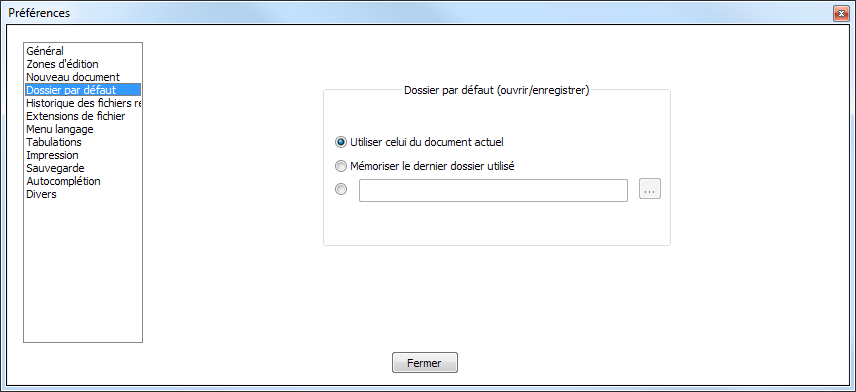 Préférences
Général
Zones d'édition
Nouveau document
Dossier par défaut
Historique des fichiers ré
Extensions de fichier
Menu langage
Tabulations
Impression
Sauvegarde
Autocomplétion
Divers
Dossier par défaut (ouvrir/enregistrer)
Utiliser celui du document actuel
Mémoriser le dernier dossier utilisé
...
Fermer